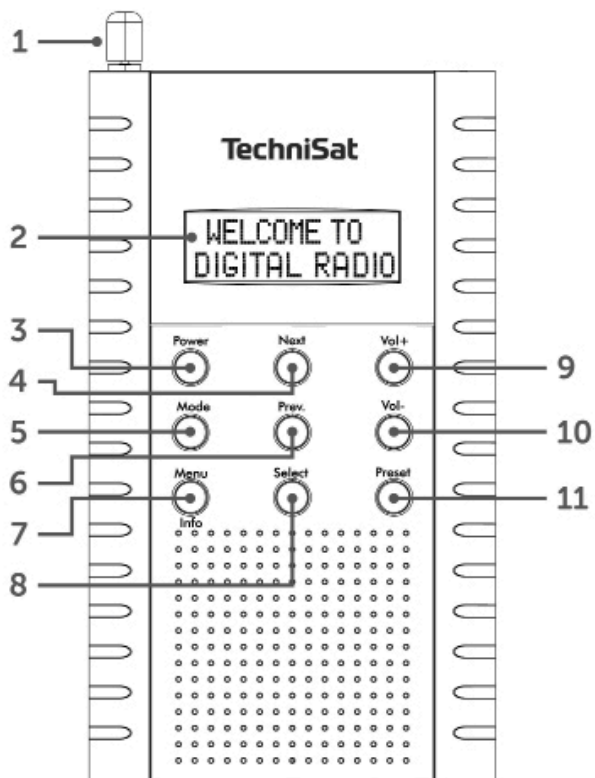 1
TechniSat
2
WELCOME TO
DIGITAL RADIO
3
Power Next Vol+
4
9
5
Mode Prev. Vol-
10
6
Menu Select Preset
7
11
Info
8